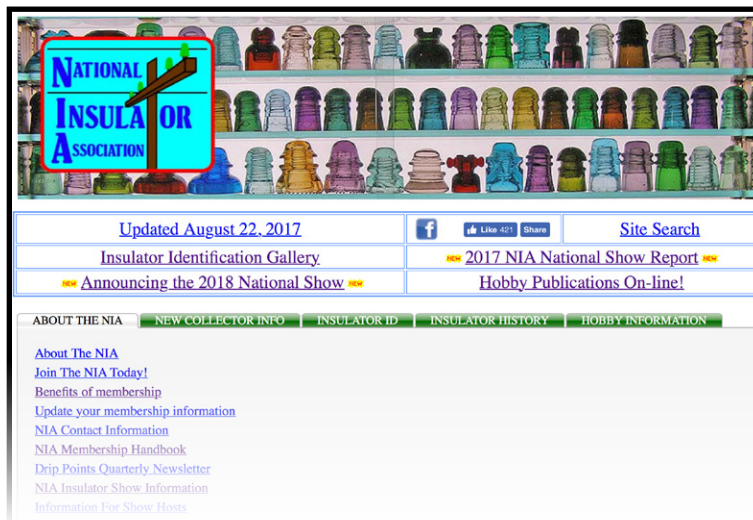 NATIONAL
INSULATOR
ASSOCIATION
Updated August 22, 2017
f
Like 421
Share
Site Search
Insulator Identification Gallery
NEW 2017 NIA National Show Report NEW
NEW Announcing the 2018 National Show NEW
Hobby Publications On-line!
ABOUT THE NIA
NEW COLLECTOR INFO
INSULATOR ID
INSULATOR HISTORY
HOBBY INFORMATION
About The NIA
Join The NIA Today!
Benefits of membership
Update your membership information
NIA Contact Information
NIA Membership Handbook
Drip Points Quarterly Newsletter
NIA Insulator Show Information
Information For Show Hosts